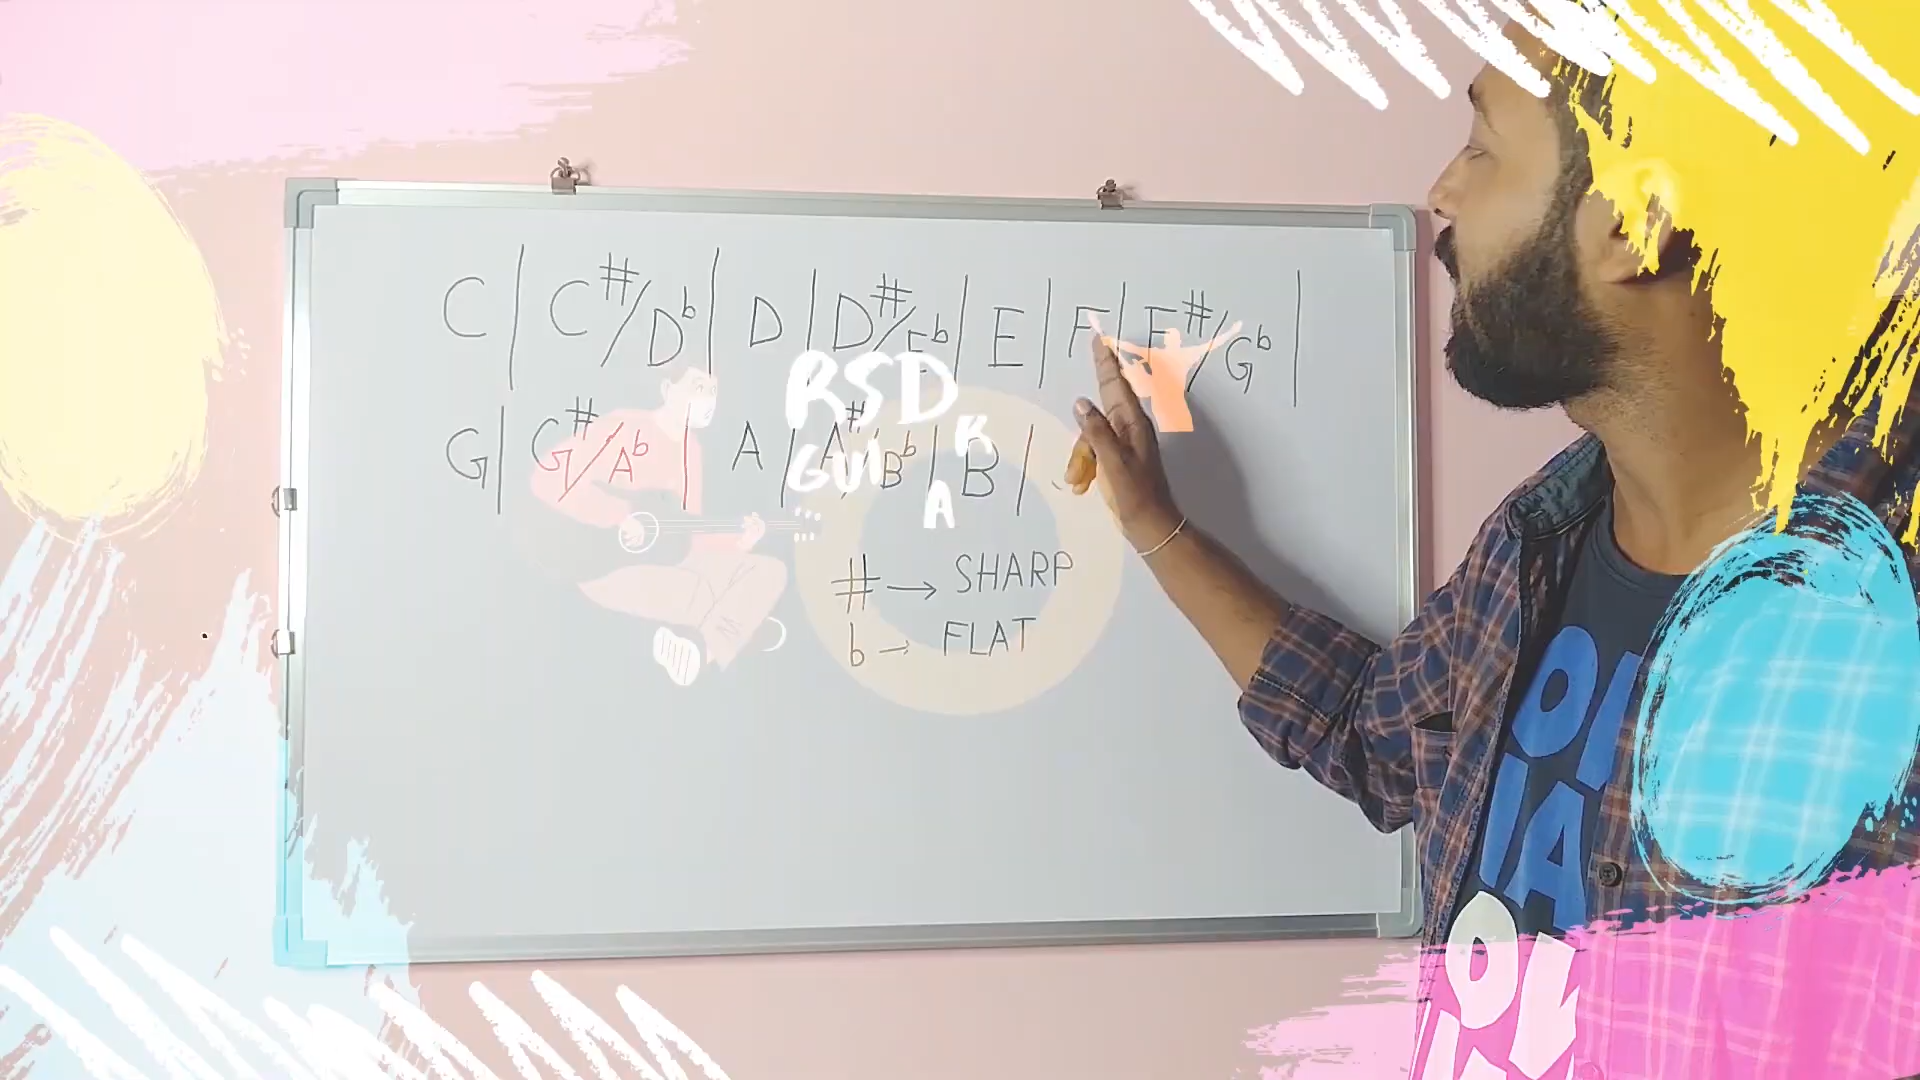 C | C#/Db | D | D#/Eb | E | F | F#/Gb |
G | G#/Ab | A | A#/Bb | B |
# → SHARP
b → FLAT
RSD
GUI
R
A